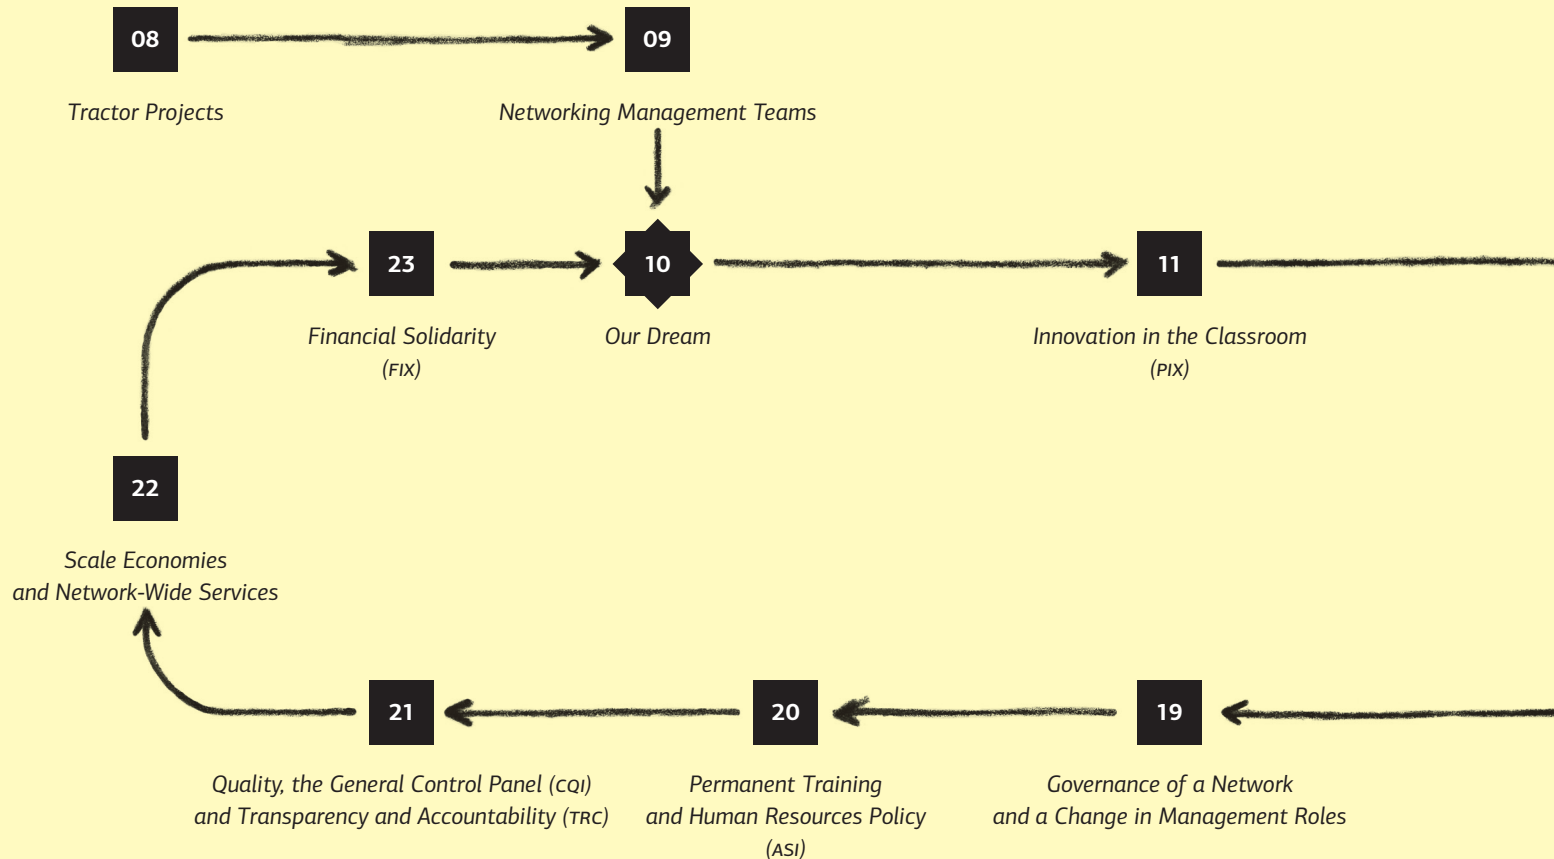 08
09
Tractor Projects
Networking Management Teams
23
10
11
Financial Solidarity
(FIX)
Our Dream
Innovation in the Classroom
(PIX)
22
Scale Economies
and Network-Wide Services
21
20
19
Quality, the General Control Panel (CQI)
and Transparency and Accountability (TRC)
Permanent Training
and Human Resources Policy
(ASI)
Governance of a Network
and a Change in Management Roles